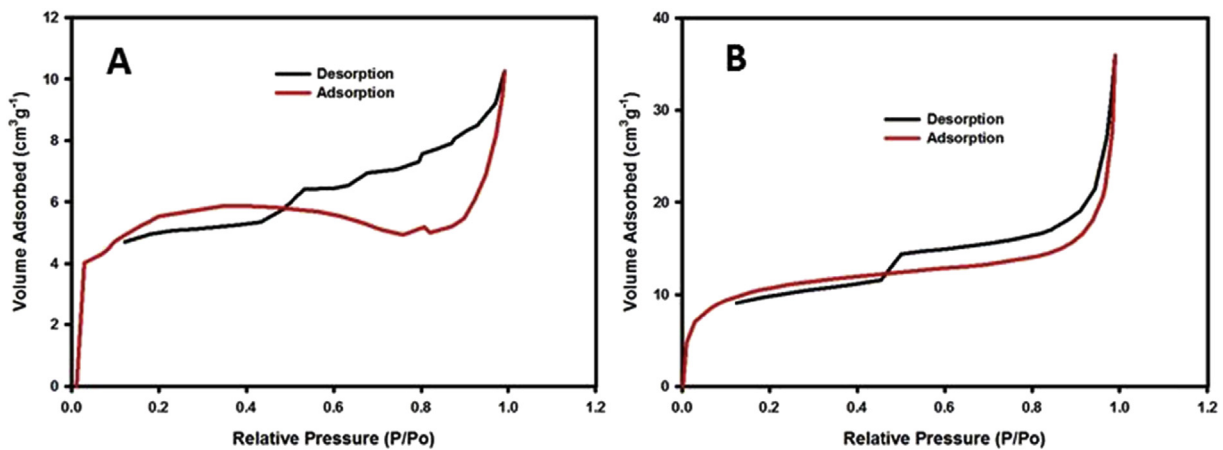 A
Desorption
Adsorption
12
10
8
6
4
2
0
0.0 0.2 0.4 0.6 0.8 1.0 1.2
Volume Adsorbed (cm³g⁻¹)
Relative Pressure (P/Po)
B
Desorption
Adsorption
40
30
20
10
0
0.0 0.2 0.4 0.6 0.8 1.0 1.2
Volume Adsorbed (cm³g⁻¹)
Relative Pressure (P/Po)